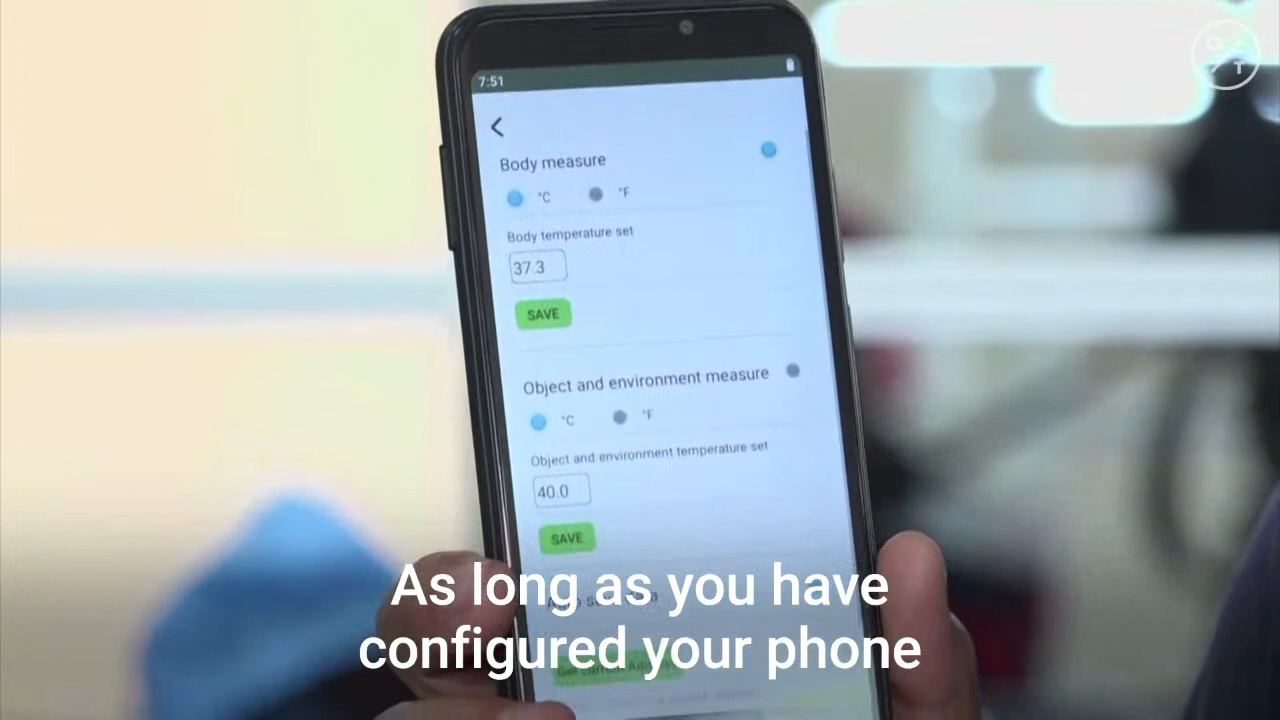 7:51
Body measure
°C °F
Body temperature set
37.3
SAVE
Object and environment measure
°C °F
Object and environment temperature set
40.0
SAVE
As long as you have
configured your phone